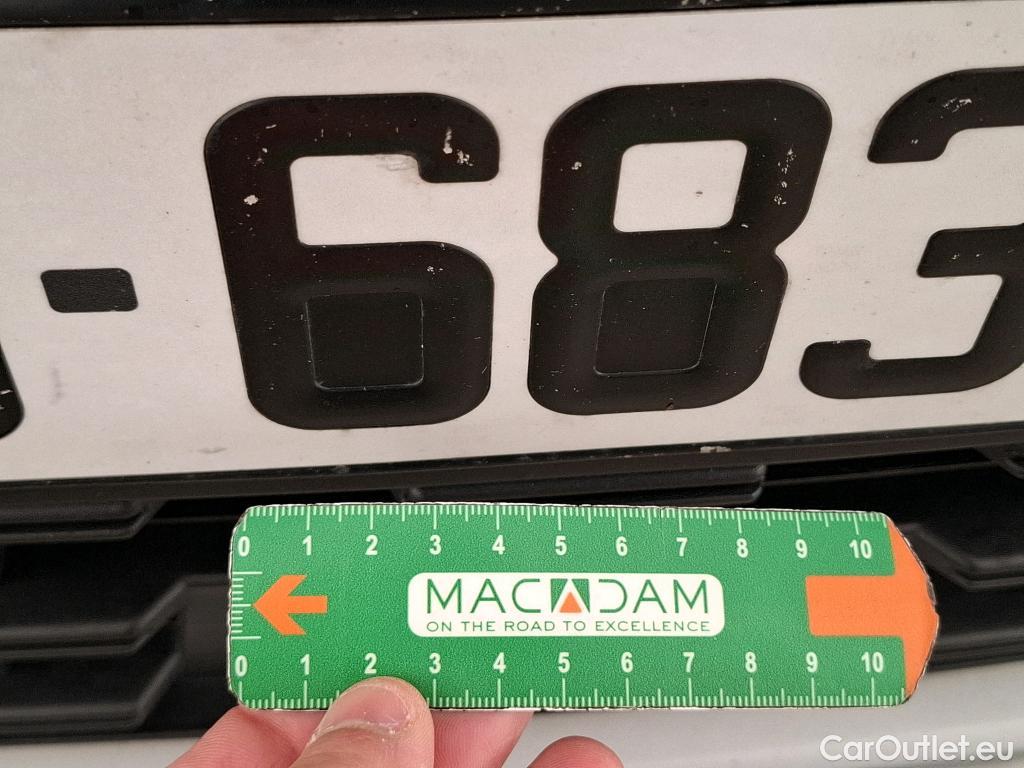 - 683
0 1 2 3 4 5 6 7 8 9 10
MACADAM
ON THE ROAD TO EXCELLENCE
0 1 2 3 4 5 6 7 8 9 10
CarOutlet.eu